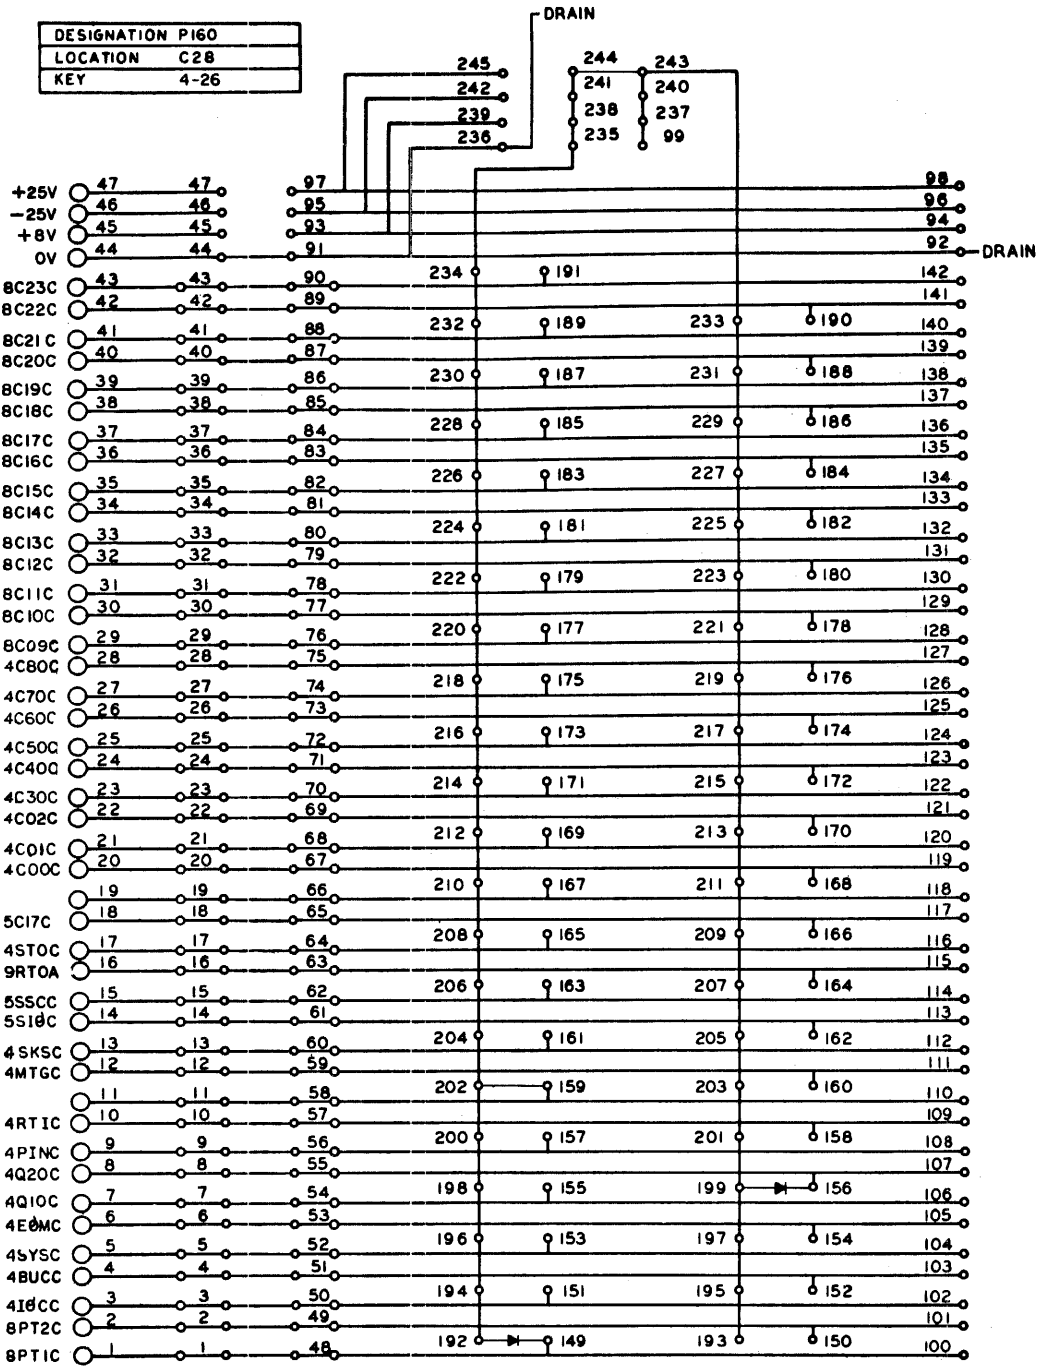 DRAIN
DESIGNATION P160
LOCATION C28
KEY 4-26
245 244 243
242 241 240
239 238 237
236 235 99
+25V 47 47 97 98
-25V 46 46 95 96
+8V 45 45 93 94
0V 44 44 91 92 DRAIN
8C23C 43 43 90 234 191 142
8C22C 42 42 89 141
8C21C 41 41 88 232 189 233 190 140
8C20C 40 40 87 139
8C19C 39 39 86 230 187 231 188 138
8C18C 38 38 85 137
8C17C 37 37 84 228 185 229 186 136
8C16C 36 36 83 135
8C15C 35 35 82 226 183 227 184 134
8C14C 34 34 81 133
8C13C 33 33 80 224 181 225 182 132
8C12C 32 32 79 131
8C11C 31 31 78 222 179 223 180 130
8C10C 30 30 77 129
8C09C 29 29 76 220 177 221 178 128
4C80C 28 28 75 127
4C70C 27 27 74 218 175 219 176 126
4C60C 26 26 73 125
4C50C 25 25 72 216 173 217 174 124
4C40C 24 24 71 123
4C30C 23 23 70 214 171 215 172 122
4C02C 22 22 69 121
4C01C 21 21 68 212 169 213 170 120
4C00C 20 20 67 119
19 19 66 210 167 211 168 118
5C17C 18 18 65 117
4ST0C 17 17 64 208 165 209 166 116
9RT0A 16 16 63 115
5SSCC 15 15 62 206 163 207 164 114
5SIØC 14 14 61 113
4SKSC 13 13 60 204 161 205 162 112
4MTGC 12 12 59 111
11 11 58 202 159 203 160 110
4RTIC 10 10 57 109
4PINC 9 9 56 200 157 201 158 108
4Q20C 8 8 55 107
4Q10C 7 7 54 198 155 199 156 106
4EØMC 6 6 53 105
4SYSC 5 5 52 196 153 197 154 104
4BUCC 4 4 51 103
4IØCC 3 3 50 194 151 195 152 102
8PT2C 2 2 49 101
8PT1C 1 1 48 192 149 193 150 100